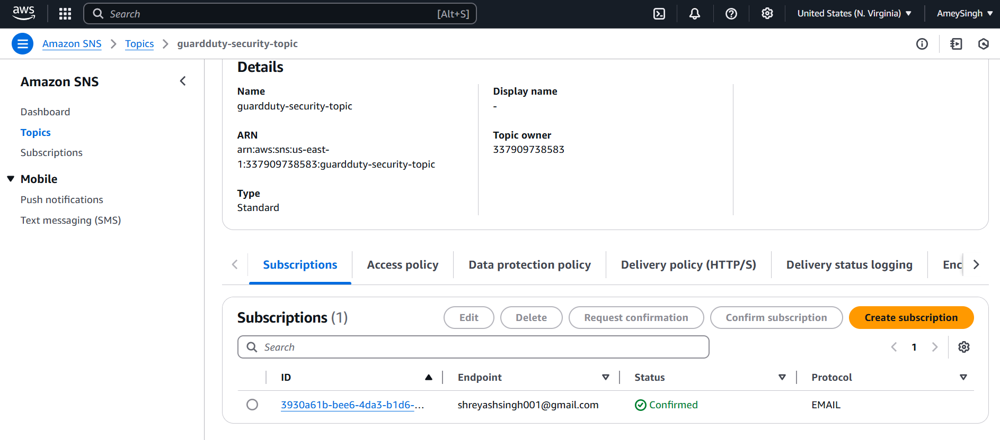 aws
Search [Alt+S]
United States (N. Virginia)
AmeySingh
Amazon SNS
Topics
guardduty-security-topic
Amazon SNS
Dashboard
Topics
Subscriptions
Mobile
Push notifications
Text messaging (SMS)
Details
Name
guardduty-security-topic
ARN
arn:aws:sns:us-east-
1:337909738583:guardduty-security-topic
Type
Standard
Display name
-
Topic owner
337909738583
Subscriptions
Access policy
Data protection policy
Delivery policy (HTTP/S)
Delivery status logging
Enc
Subscriptions (1)
Edit
Delete
Request confirmation
Confirm subscription
Create subscription
Search
1
ID
Endpoint
Status
Protocol
3930a61b-bee6-4da3-b1d6-...
shreyashsingh001@gmail.com
Confirmed
EMAIL